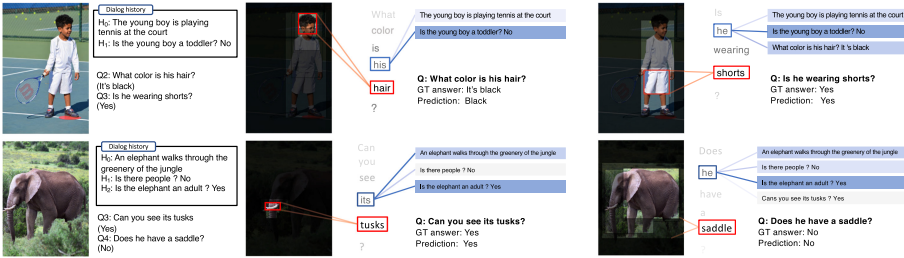 Dialog history
H0: The young boy is playing
tennis at the court
H1: Is the young boy a toddler? No
Q2: What color is his hair?
(It's black)
Q3: Is he wearing shorts?
(Yes)
What
color
is
his
hair
?
The young boy is playing tennis at the court
Is the young boy a toddler? No
Q: What color is his hair?
GT answer: It's black
Prediction: Black
Is
he
wearing
shorts
?
The young boy is playing tennis at the court
Is the young boy a toddler? No
What color is his hair? It 's black
Q: Is he wearing shorts?
GT answer: Yes
Prediction: Yes
Dialog history
H0: An elephant walks through the
greenery of the jungle
H1: Is there people ? No
H2: Is the elephant an adult ? Yes
Q3: Can you see its tusks
(Yes)
Q4: Does he have a saddle?
(No)
Can
you
see
its
tusks
?
An elephant walks through the greenery of the jungle
Is there people ? No
Is the elephant an adult ? Yes
Q: Can you see its tusks?
GT answer: Yes
Prediction: Yes
Does
he
have
a
saddle
?
An elephant walks through the greenery of the jungle
Is there people ? No
Is the elephant an adult ? Yes
Cans you see its tusks ? Yes
Q: Does he have a saddle?
GT answer: No
Prediction: No